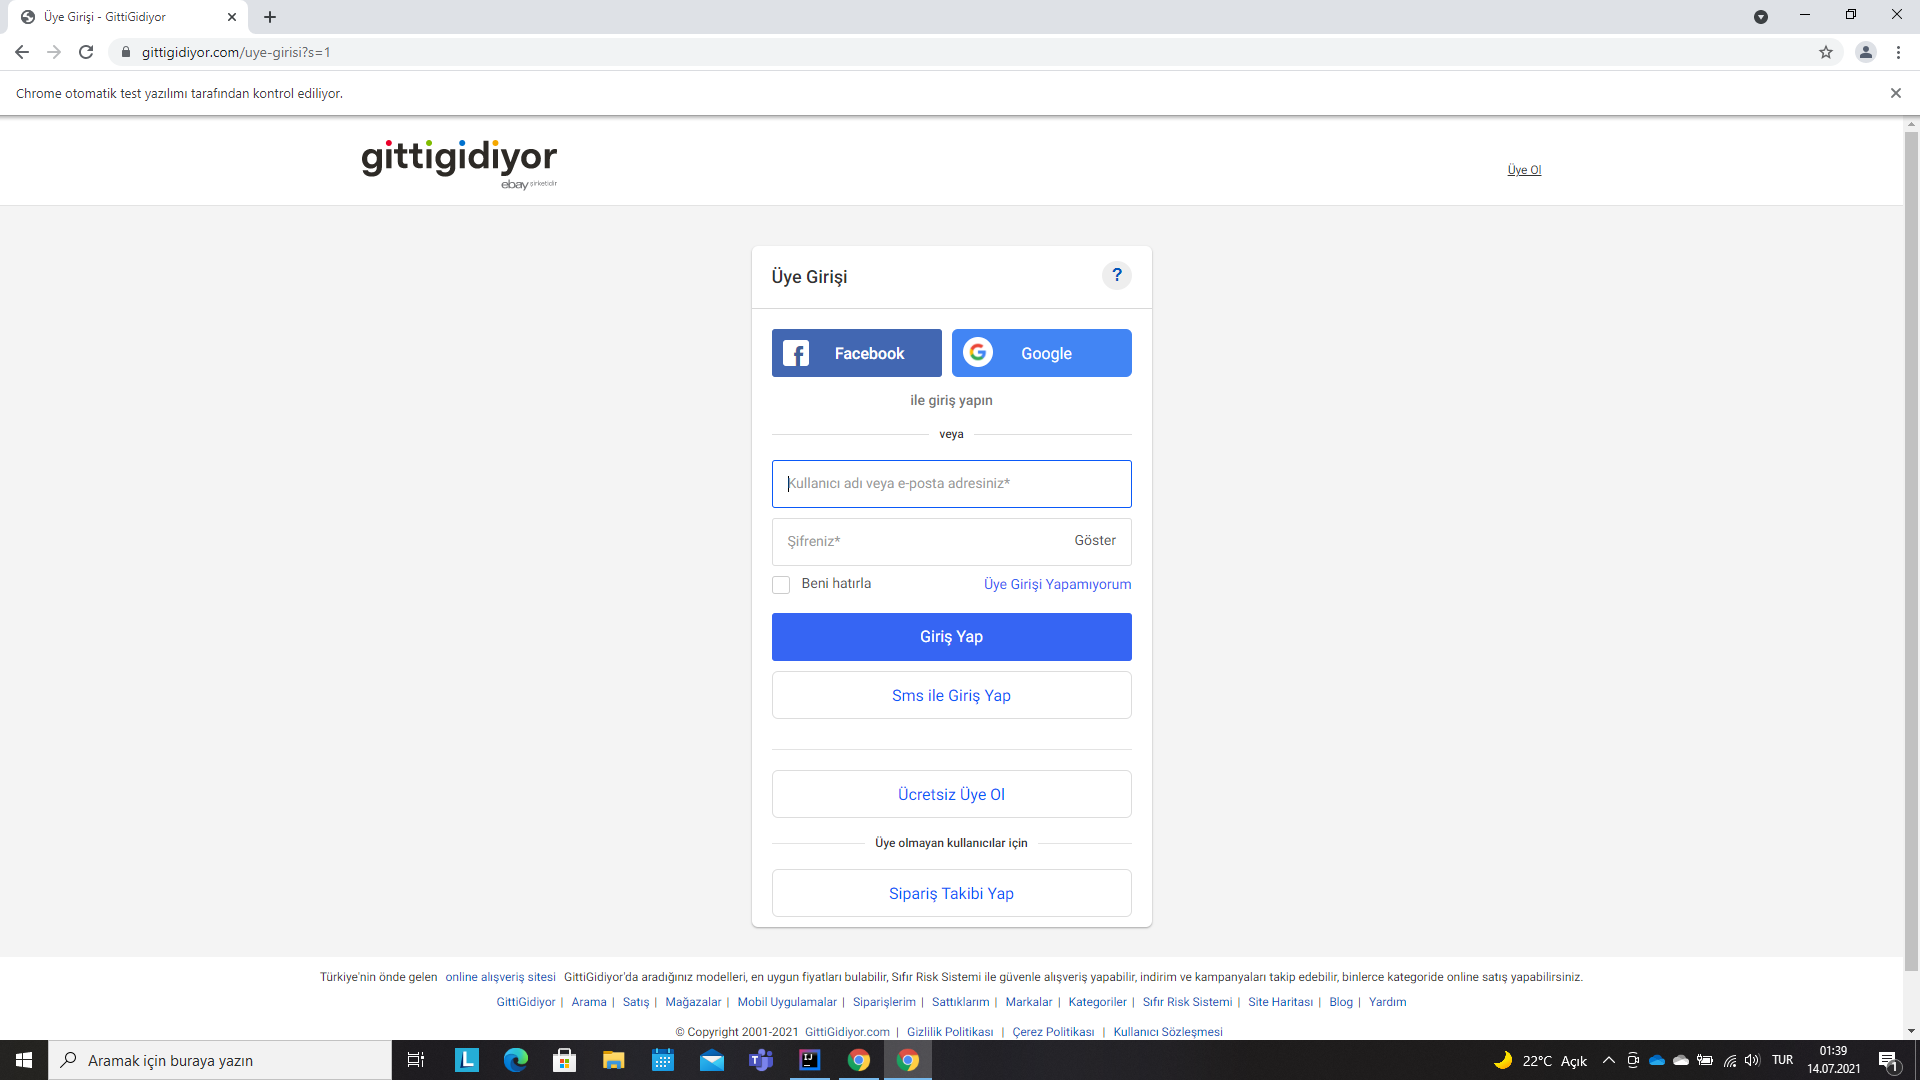 Üye Girişi - GittiGidiyor
gittigidiyor.com/uye-girisi?s=1
Chrome otomatik test yazılımı tarafından kontrol ediliyor.
gittigidiyor
ebay şirketidir
Üye Ol
Üye Girişi ?
Facebook Google
ile giriş yapın
veya
Kullanıcı adı veya e-posta adresiniz*
Şifreniz* Göster
Beni hatırla Üye Girişi Yapamıyorum
Giriş Yap
Sms ile Giriş Yap
Ücretsiz Üye Ol
Üye olmayan kullanıcılar için
Sipariş Takibi Yap
Türkiye'nin önde gelen online alışveriş sitesi GittiGidiyor'da aradığınız modelleri, en uygun fiyatları bulabilir, Sıfır Risk Sistemi ile güvenle alışveriş yapabilir, indirim ve kampanyaları takip edebilir, binlerce kategoride online satış yapabilirsiniz.
GittiGidiyor | Arama | Satış | Mağazalar | Mobil Uygulamalar | Siparişlerim | Sattıklarım | Markalar | Kategoriler | Sıfır Risk Sistemi | Site Haritası | Blog | Yardım
© Copyright 2001-2021 GittiGidiyor.com | Gizlilik Politikası | Çerez Politikası | Kullanıcı Sözleşmesi
Aramak için buraya yazın
22°C Açık
TUR
01:39
14.07.2021
1